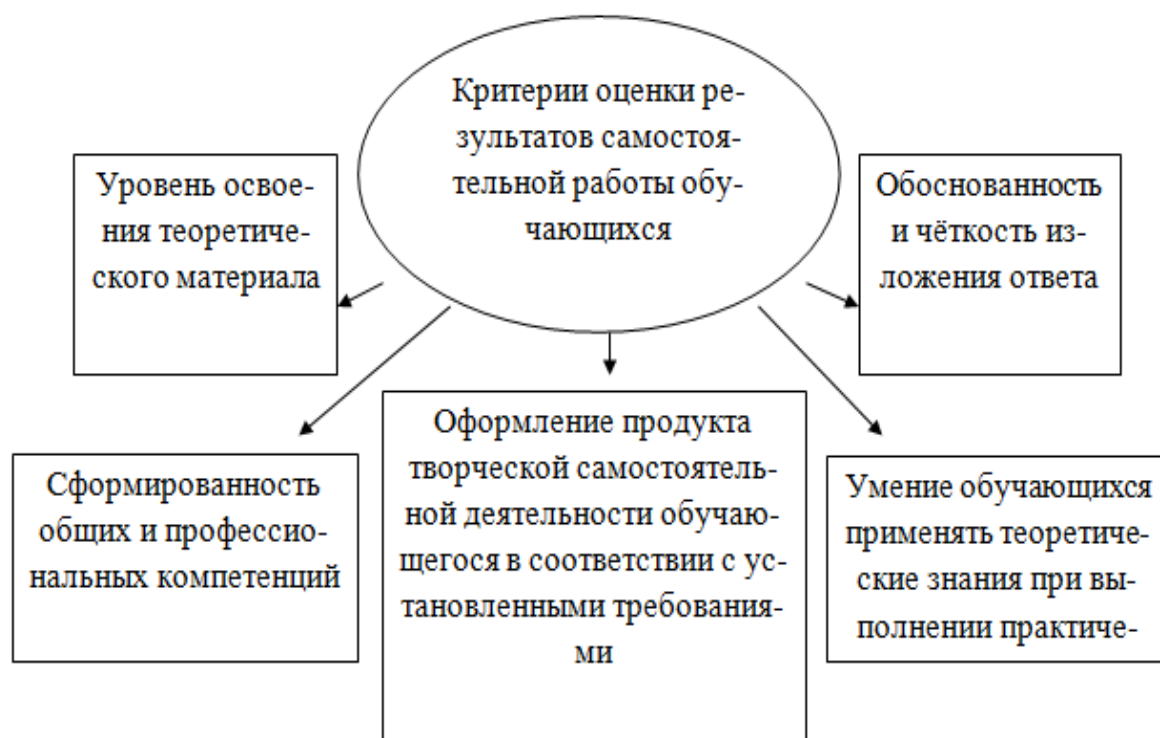 Критерии оценки ре-
зультатов самостоя-
тельной работы обу-
чающихся
Уровень освое-
ния теоретиче-
ского материала
Обоснованность
и чёткость из-
ложения ответа
Сформированность
общих и профессио-
нальных компетенций
Оформление продукта
творческой самостоятель-
ной деятельности обучаю-
щегося в соответствии с ус-
тановленными требования-
ми
Умение обучающихся
применять теоретиче-
ские знания при вы-
полнении практиче-